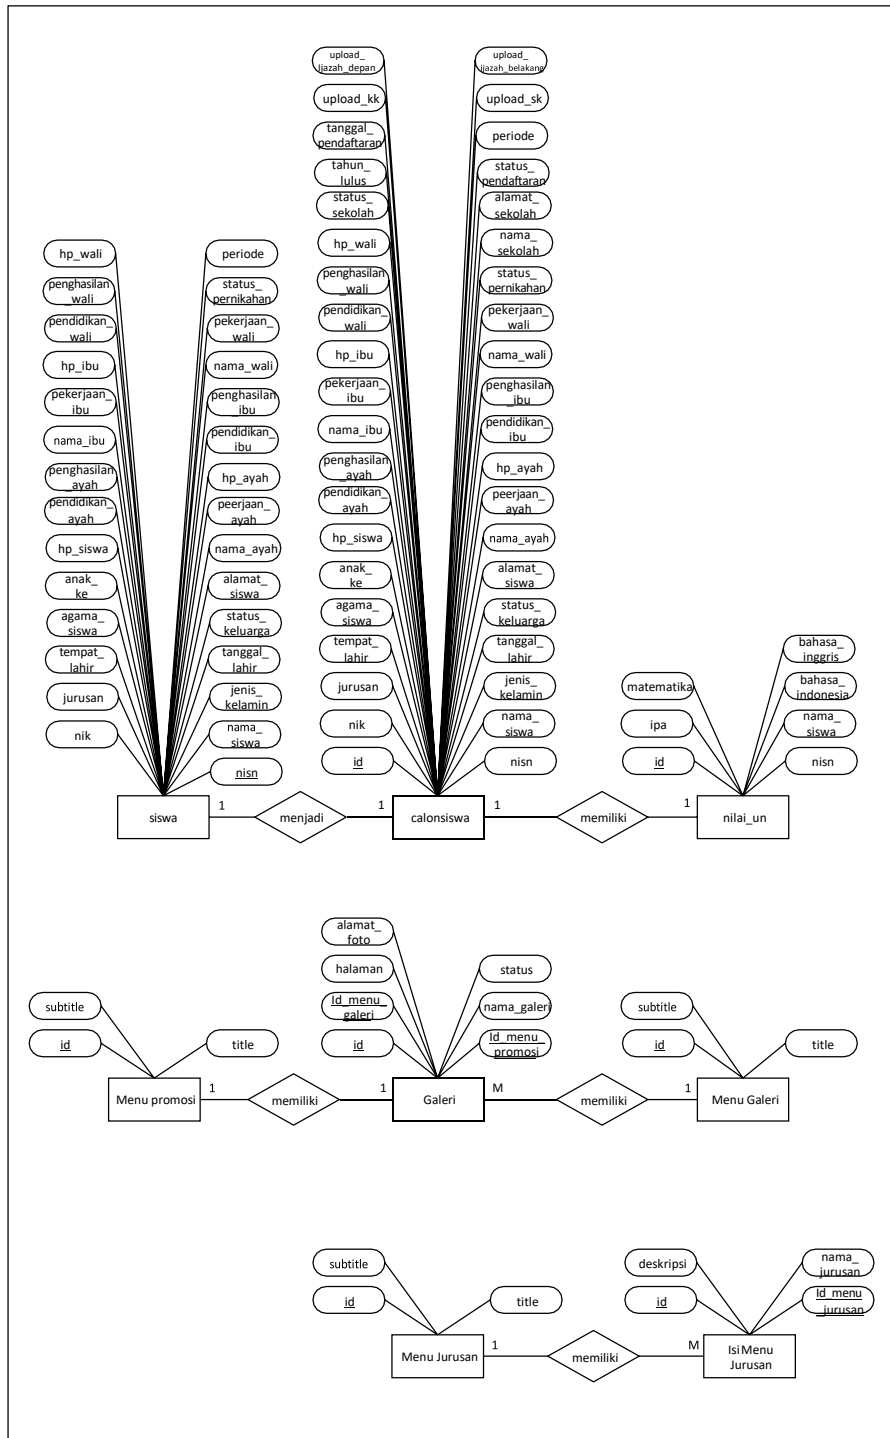 upload_
Ijazah_depan
upload_
ijazah_belakang
upload_kk
upload_sk
tanggal_
pendaftaran
periode
tahun_
lulus
status_
pendaftaran
status_
sekolah
alamat_
sekolah
hp_wali
periode
hp_wali
nama_
sekolah
penghasilan
_wali
status_
pernikahan
penghasilan
_wali
status_
pernikahan
pendidikan_
wali
pekerjaan_
wali
pendidikan_
wali
pekerjaan_
wali
hp_ibu
nama_wali
hp_ibu
nama_wali
pekerjaan_
ibu
penghasilan
_ibu
pekerjaan_
ibu
penghasilan
_ibu
nama_ibu
pendidikan_
ibu
nama_ibu
pendidikan_
ibu
penghasilan
_ayah
hp_ayah
penghasilan
_ayah
hp_ayah
pendidikan_
ayah
peerjaan_
ayah
pendidikan_
ayah
peerjaan_
ayah
hp_siswa
nama_ayah
hp_siswa
nama_ayah
anak_
ke
alamat_
siswa
anak_
ke
alamat_
siswa
agama_
siswa
status_
keluarga
agama_
siswa
status_
keluarga
tempat_
lahir
tanggal_
lahir
tempat_
lahir
tanggal_
lahir
bahasa_
inggris
jurusan
jenis_
kelamin
jurusan
jenis_
kelamin
matematika
bahasa_
indonesia
nik
nama_
siswa
nik
nama_
siswa
ipa
nama_
siswa
nisn
id
nisn
id
nisn
siswa
1
menjadi
1
calonsiswa
1
memiliki
1
nilai_un
alamat_
foto
halaman
status
subtitle
Id_menu_
galeri
nama_galeri
subtitle
id
title
id
Id_menu_
promosi
id
title
Menu promosi
1
memiliki
1
Galeri
M
memiliki
1
Menu Galeri
subtitle
deskripsi
nama_
jurusan
id
title
id
Id_menu
_jurusan
Menu Jurusan
1
memiliki
M
Isi Menu
Jurusan